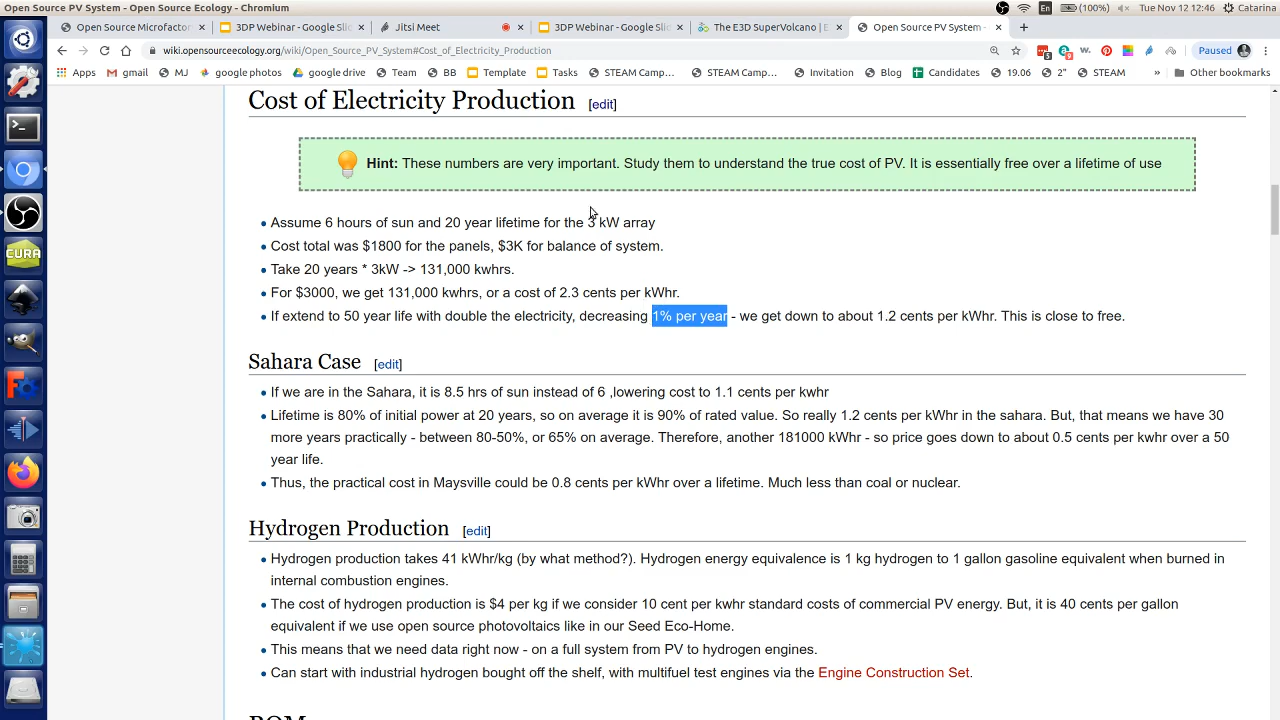 Open Source PV System - Open Source Ecology - Chromium
En (100%) Tue Nov 12 12:46 Catarina
Open Source Microfactor 3DP Webinar - Google Slid Jitsi Meet 3DP Webinar - Google Slid The E3D SuperVolcano | E Open Source PV System -
wiki.opensourceecology.org/wiki/Open_Source_PV_System#Cost_of_Electricity_Production Paused
Apps gmail MJ google photos google drive Team BB Template Tasks STEAM Camp... STEAM Camp... Invitation Blog Candidates 19.06 2" STEAM » Other bookmarks
Cost of Electricity Production [edit]
Hint: These numbers are very important. Study them to understand the true cost of PV. It is essentially free over a lifetime of use
Assume 6 hours of sun and 20 year lifetime for the 3 kW array
Cost total was $1800 for the panels, $3K for balance of system.
Take 20 years * 3kW -> 131,000 kwhrs.
For $3000, we get 131,000 kwhrs, or a cost of 2.3 cents per kWhr.
If extend to 50 year life with double the electricity, decreasing 1% per year - we get down to about 1.2 cents per kWhr. This is close to free.
Sahara Case [edit]
If we are in the Sahara, it is 8.5 hrs of sun instead of 6 ,lowering cost to 1.1 cents per kwhr
Lifetime is 80% of initial power at 20 years, so on average it is 90% of rated value. So really 1.2 cents per kWhr in the sahara. But, that means we have 30
more years practically - between 80-50%, or 65% on average. Therefore, another 181000 kWhr - so price goes down to about 0.5 cents per kwhr over a 50
year life.
Thus, the practical cost in Maysville could be 0.8 cents per kWhr over a lifetime. Much less than coal or nuclear.
Hydrogen Production [edit]
Hydrogen production takes 41 kWhr/kg (by what method?). Hydrogen energy equivalence is 1 kg hydrogen to 1 gallon gasoline equivalent when burned in
internal combustion engines.
The cost of hydrogen production is $4 per kg if we consider 10 cent per kwhr standard costs of commercial PV energy. But, it is 40 cents per gallon
equivalent if we use open source photovoltaics like in our Seed Eco-Home.
This means that we need data right now - on a full system from PV to hydrogen engines.
Can start with industrial hydrogen bought off the shelf, with multifuel test engines via the Engine Construction Set.
BOM
CURA